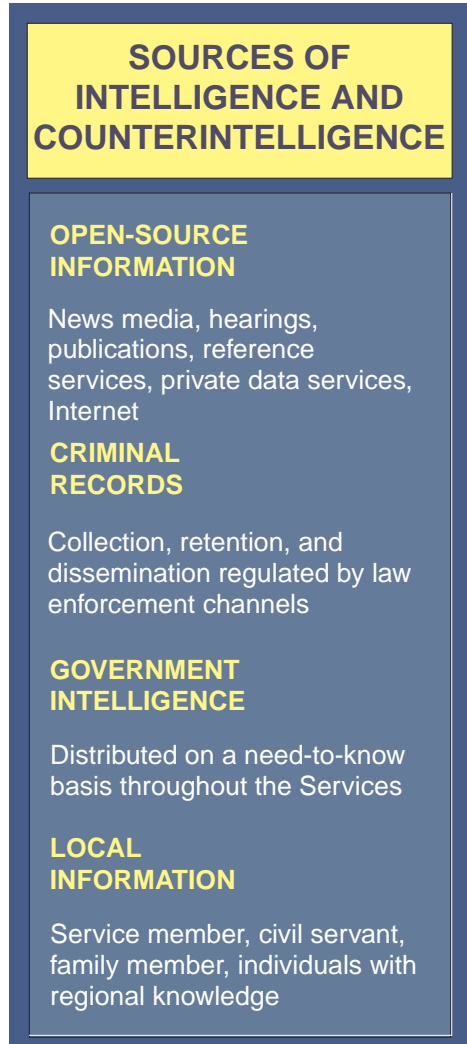 SOURCES OF
INTELLIGENCE AND
COUNTERINTELLIGENCE
OPEN-SOURCE
INFORMATION
News media, hearings,
publications, reference
services, private data services,
Internet
CRIMINAL
RECORDS
Collection, retention, and
dissemination regulated by law
enforcement channels
GOVERNMENT
INTELLIGENCE
Distributed on a need-to-know
basis throughout the Services
LOCAL
INFORMATION
Service member, civil servant,
family member, individuals with
regional knowledge